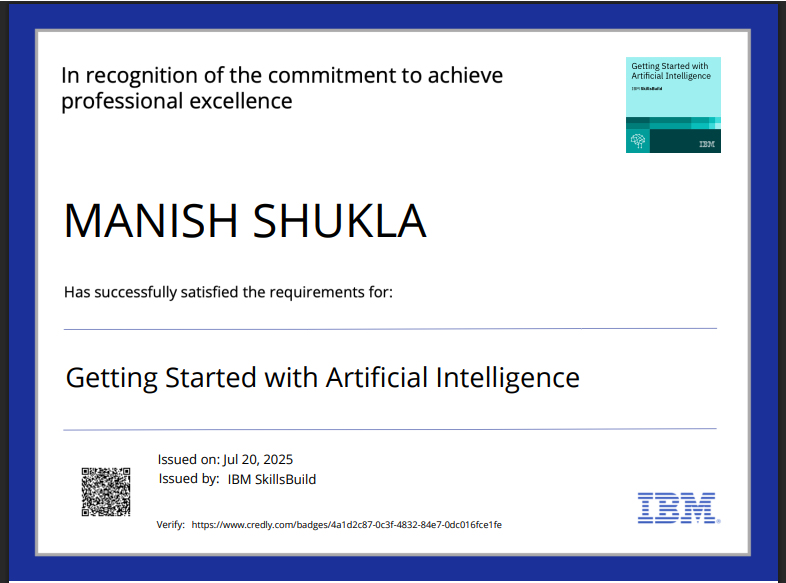 In recognition of the commitment to achieve
professional excellence
Getting Started with
Artificial Intelligence
IBM SkillsBuild
IBM
MANISH SHUKLA
Has successfully satisfied the requirements for:
Getting Started with Artificial Intelligence
Issued on: Jul 20, 2025
Issued by: IBM SkillsBuild
Verify: https://www.credly.com/badges/4a1d2c87-0c3f-4832-84e7-0dc016fce1fe
IBM®